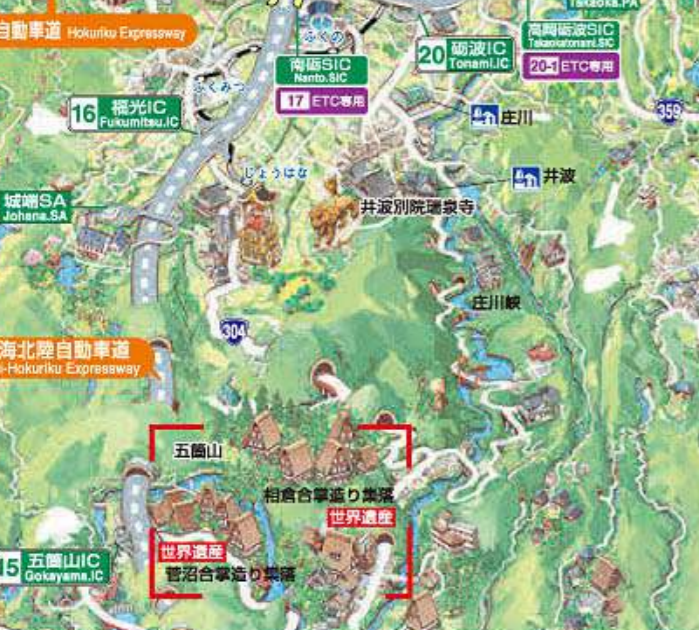 自動車道 Hokuriku Expressway
Takaoka.PA
ふくの
南砺SIC
Nanto.SIC
17 ETC専用
20 砺波IC
Tonami.IC
高岡砺波SIC
Takaokatonami.SIC
20-1 ETC専用
359
ふくみつ
16 福光IC
Fukumitsu.IC
庄川
じょうはな
井波
城端SA
Johana.SA
井波別院瑞泉寺
庄川峡
304
海北陸自動車道
i-Hokuriku Expressway
五箇山
相倉合掌造り集落
世界遺産
世界遺産
菅沼合掌造り集落
15 五箇山IC
Gokayama.IC